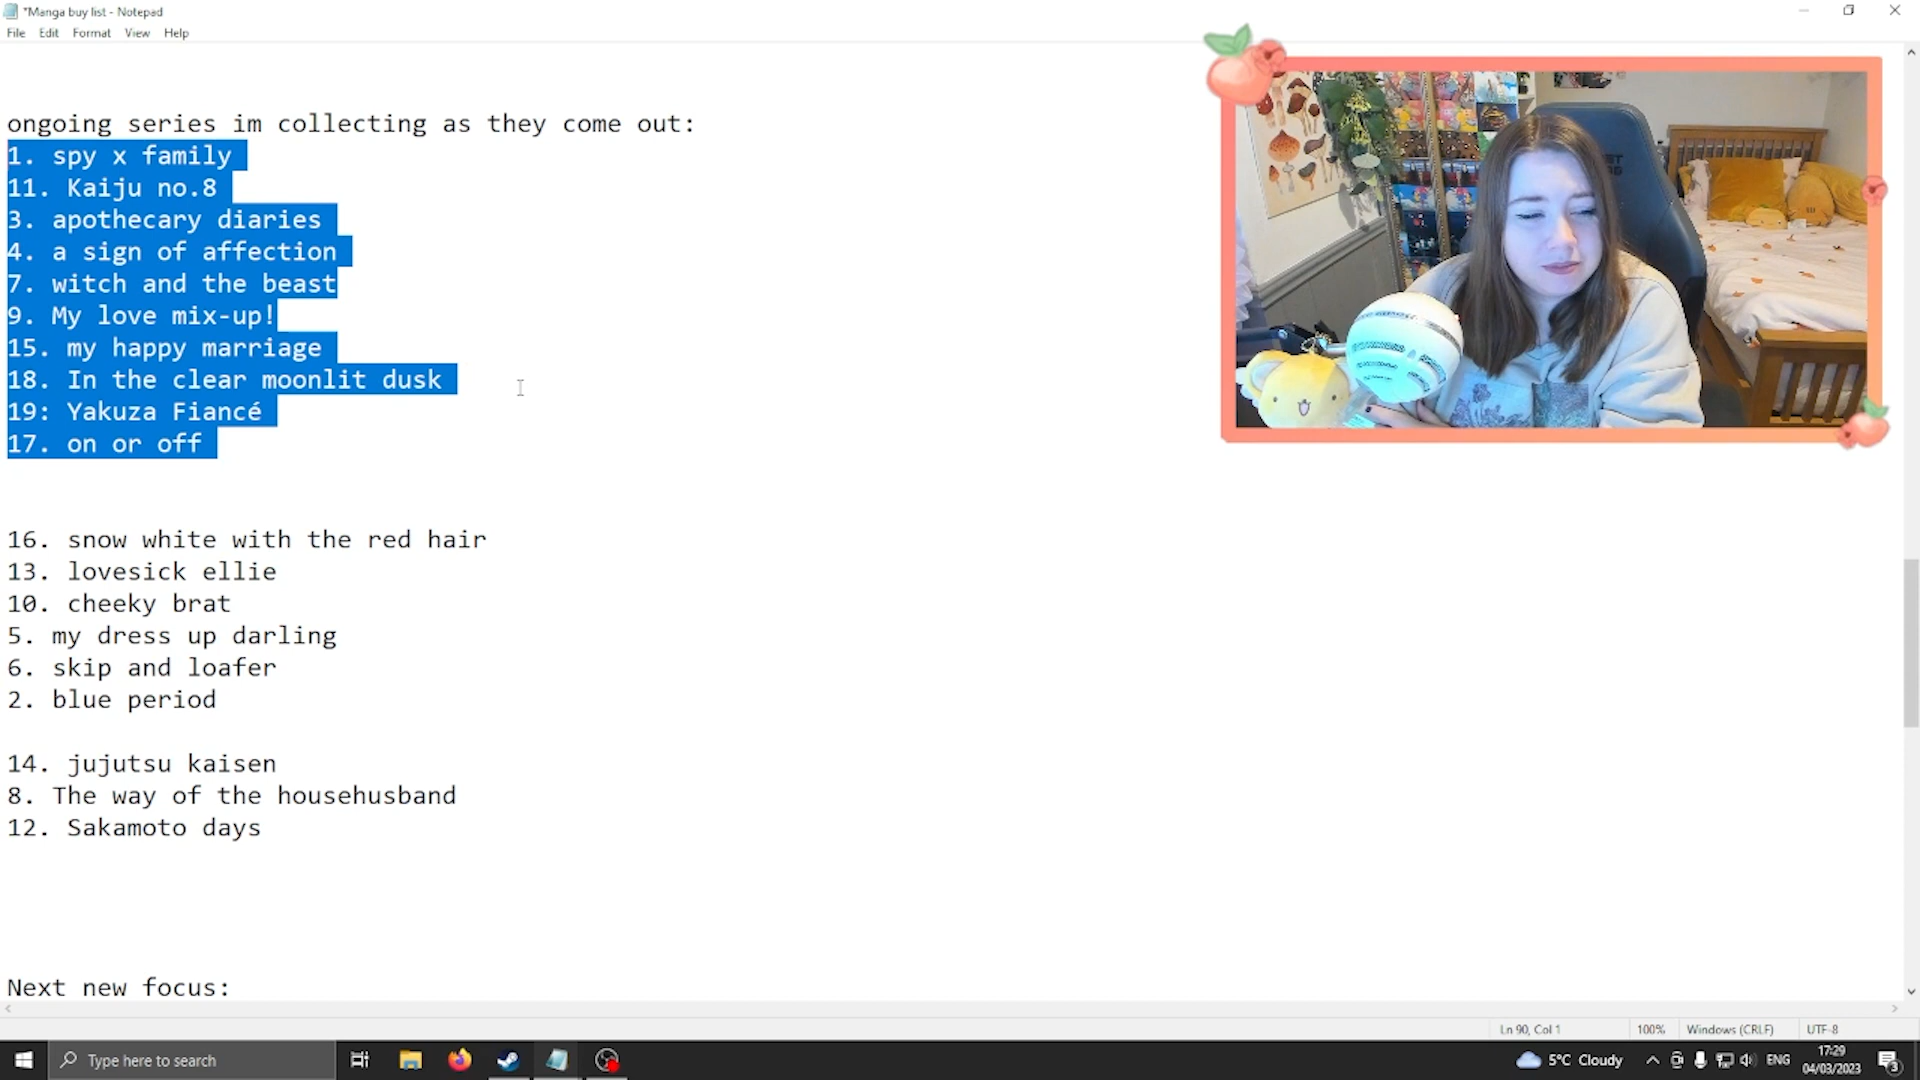 *Manga buy list - Notepad
File Edit Format View Help
ongoing series im collecting as they come out:
1. spy x family
11. Kaiju no.8
3. apothecary diaries
4. a sign of affection
7. witch and the beast
9. My love mix-up!
15. my happy marriage
18. In the clear moonlit dusk
19: Yakuza Fiancé
17. on or off
16. snow white with the red hair
13. lovesick ellie
10. cheeky brat
5. my dress up darling
6. skip and loafer
2. blue period
14. jujutsu kaisen
8. The way of the househusband
12. Sakamoto days
Next new focus:
Ln 90, Col 1 100% Windows (CRLF) UTF-8
Type here to search
5°C Cloudy
ENG
17:29
04/03/2023
3